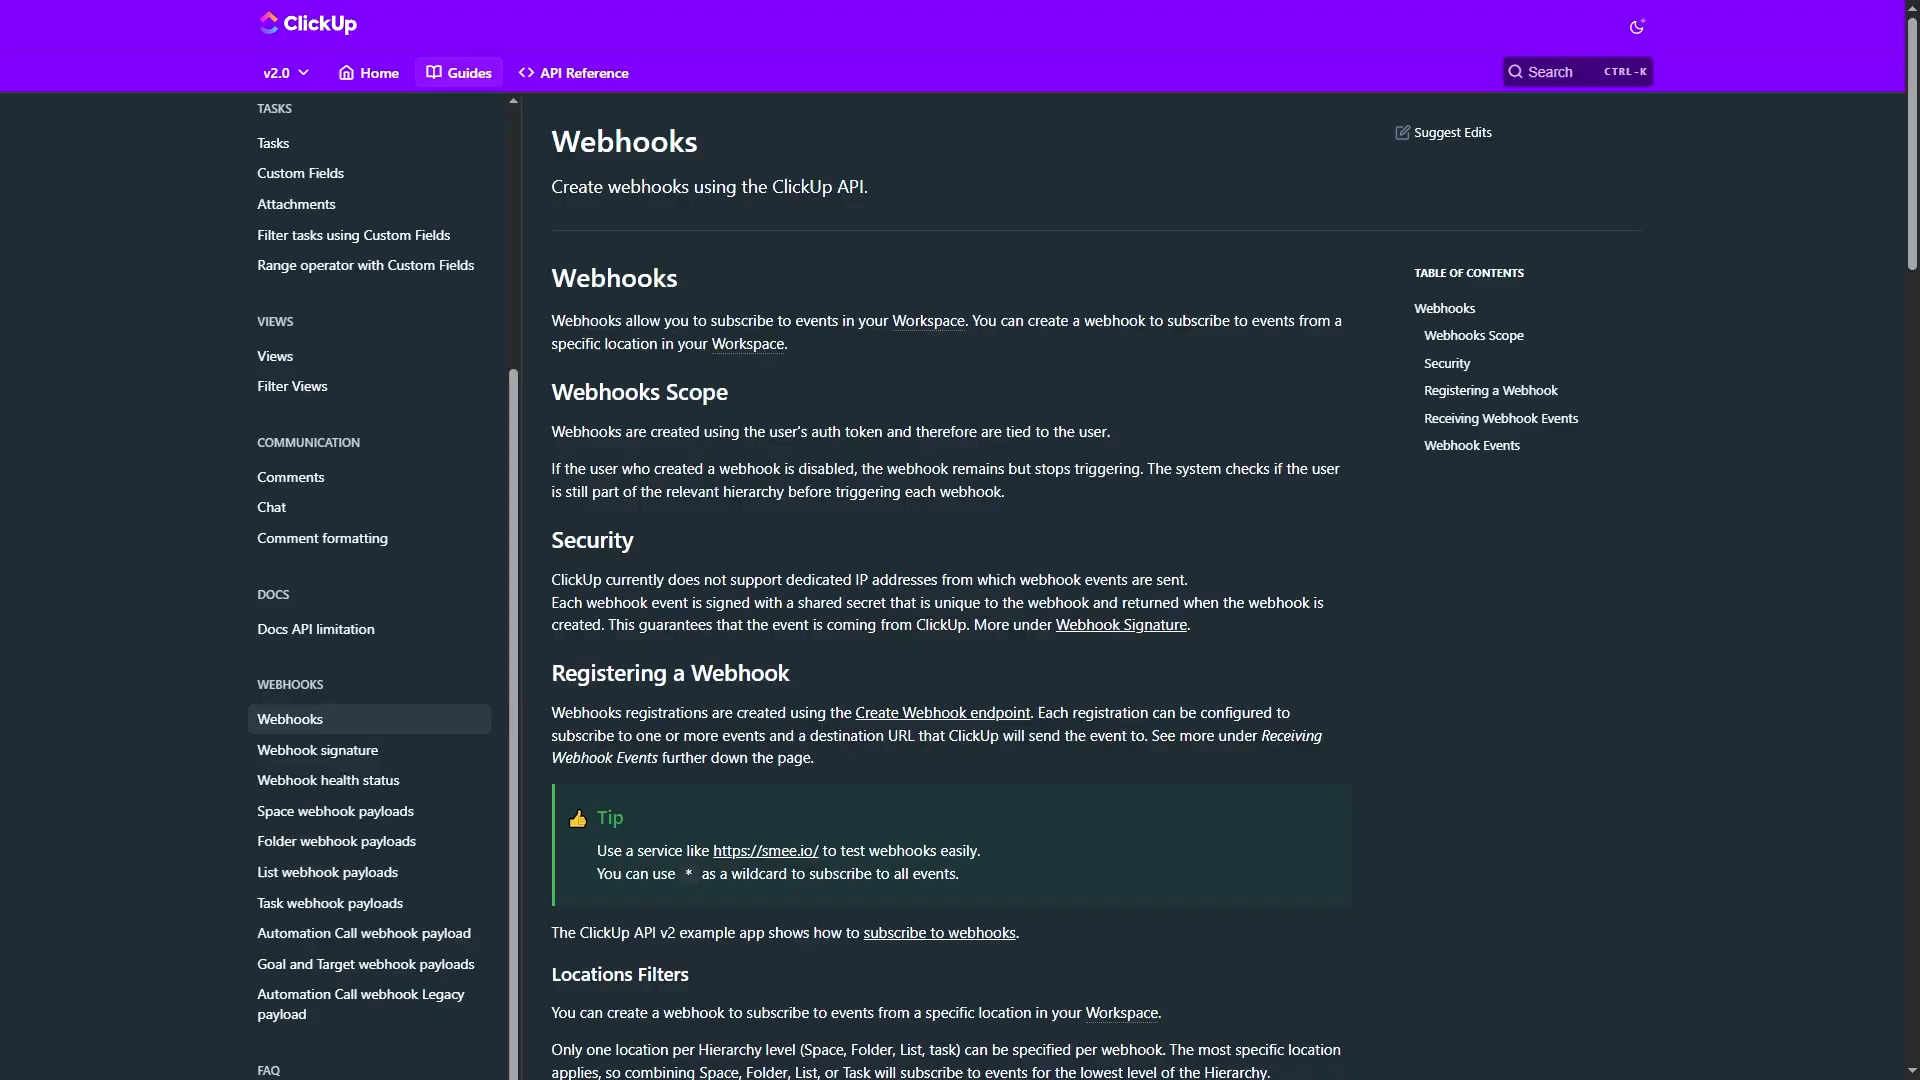 ClickUp
v2.0
Home
Guides
<> API Reference
Search
CTRL-K
TASKS
Tasks
Custom Fields
Attachments
Filter tasks using Custom Fields
Range operator with Custom Fields
VIEWS
Views
Filter Views
COMMUNICATION
Comments
Chat
Comment formatting
DOCS
Docs API limitation
WEBHOOKS
Webhooks
Webhook signature
Webhook health status
Space webhook payloads
Folder webhook payloads
List webhook payloads
Task webhook payloads
Automation Call webhook payload
Goal and Target webhook payloads
Automation Call webhook Legacy
payload
FAQ
Webhooks
Create webhooks using the ClickUp API.
Webhooks
Webhooks allow you to subscribe to events in your Workspace. You can create a webhook to subscribe to events from a
specific location in your Workspace.
Webhooks Scope
Webhooks are created using the user's auth token and therefore are tied to the user.
If the user who created a webhook is disabled, the webhook remains but stops triggering. The system checks if the user
is still part of the relevant hierarchy before triggering each webhook.
Security
ClickUp currently does not support dedicated IP addresses from which webhook events are sent.
Each webhook event is signed with a shared secret that is unique to the webhook and returned when the webhook is
created. This guarantees that the event is coming from ClickUp. More under Webhook Signature.
Registering a Webhook
Webhooks registrations are created using the Create Webhook endpoint. Each registration can be configured to
subscribe to one or more events and a destination URL that ClickUp will send the event to. See more under Receiving
Webhook Events further down the page.
👍 Tip
Use a service like https://smee.io/ to test webhooks easily.
You can use * as a wildcard to subscribe to all events.
The ClickUp API v2 example app shows how to subscribe to webhooks.
Locations Filters
You can create a webhook to subscribe to events from a specific location in your Workspace.
Only one location per Hierarchy level (Space, Folder, List, task) can be specified per webhook. The most specific location
applies, so combining Space, Folder, List, or Task will subscribe to events for the lowest level of the Hierarchy.
Suggest Edits
TABLE OF CONTENTS
Webhooks
Webhooks Scope
Security
Registering a Webhook
Receiving Webhook Events
Webhook Events